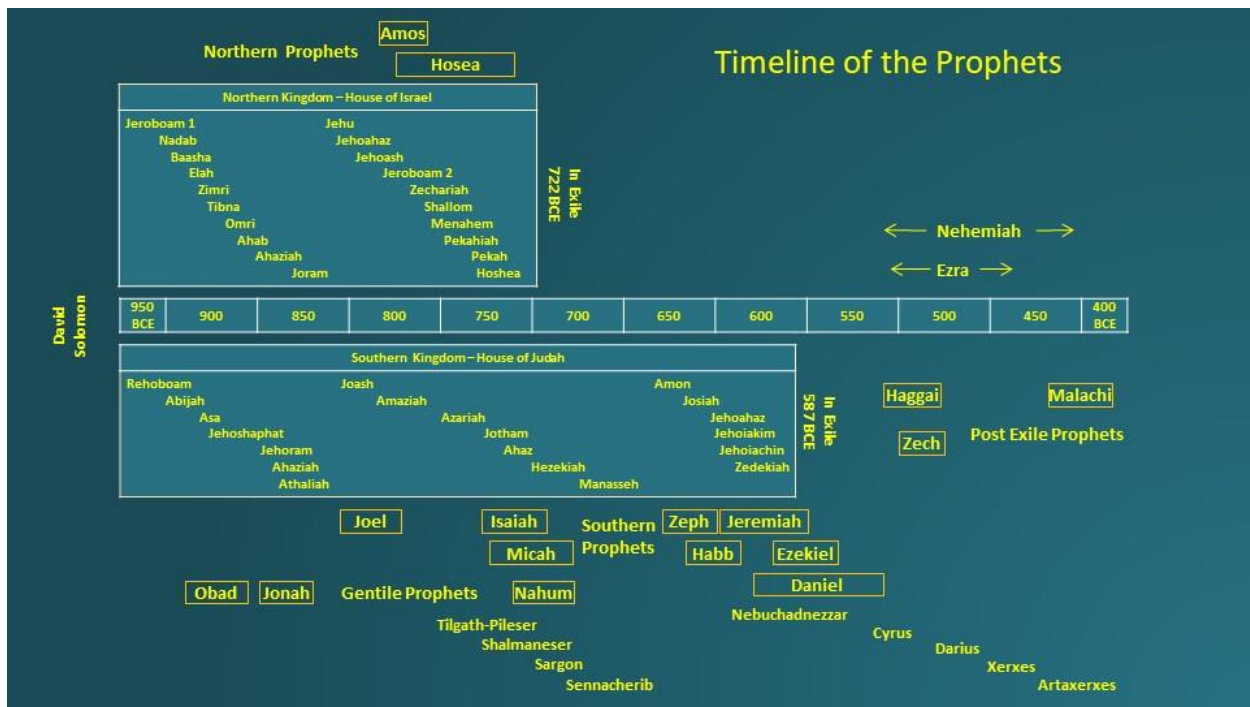 Timeline of the Prophets
Northern Prophets
Amos
Hosea
Northern Kingdom – House of Israel
Jeroboam 1
Nadab
Baasha
Elah
Zimri
Tibna
Omri
Ahab
Ahaziah
Joram
Jehu
Jehoahaz
Jehoash
Jeroboam 2
Zechariah
Shallom
Menahem
Pekahiah
Pekah
Hoshea
In Exile
722 BCE
Nehemiah
Ezra
David
Solomon
950
BCE
900
850
800
750
700
650
600
550
500
450
400
BCE
Southern Kingdom – House of Judah
Rehoboam
Abijah
Asa
Jehoshaphat
Jehoram
Ahaziah
Athaliah
Joash
Amaziah
Azariah
Jotham
Ahaz
Hezekiah
Manasseh
Amon
Josiah
Jehoahaz
Jehoiakim
Jehoiachin
Zedekiah
In Exile
587 BCE
Haggai
Malachi
Zech
Post Exile Prophets
Joel
Isaiah
Micah
Southern
Prophets
Zeph
Jeremiah
Habb
Ezekiel
Daniel
Obad
Jonah
Gentile Prophets
Nahum
Tilgath-Pileser
Shalmaneser
Sargon
Sennacherib
Nebuchadnezzar
Cyrus
Darius
Xerxes
Artaxerxes